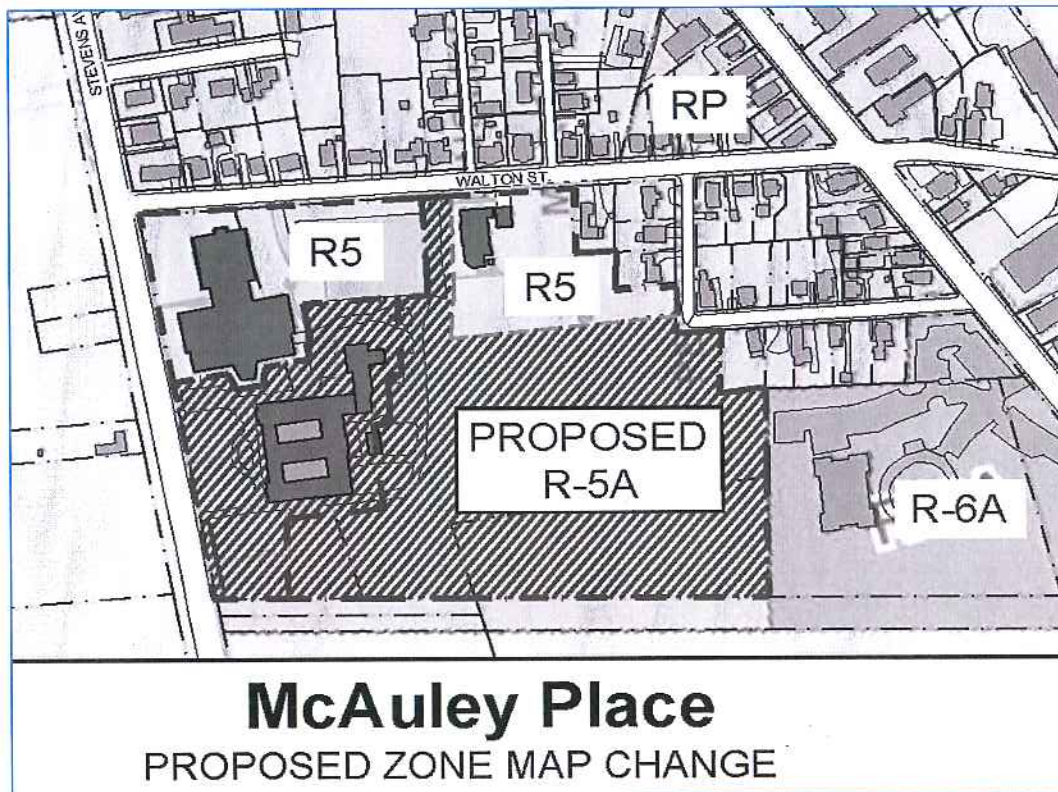 STEVENS AV
RP
WALTON ST.
R5
R5
PROPOSED
R-5A
R-6A
McAuley Place
PROPOSED ZONE MAP CHANGE